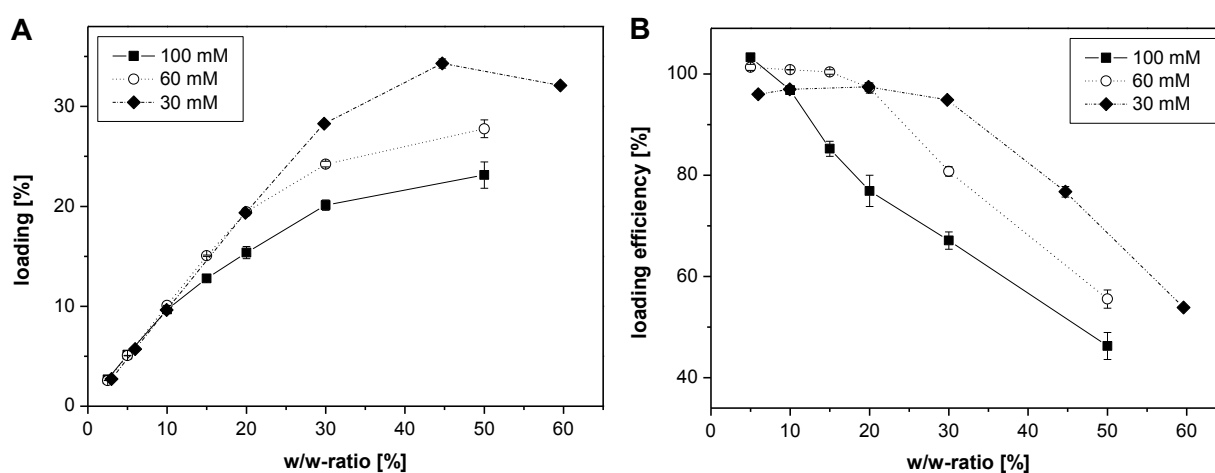 A
100 mM
60 mM
30 mM
loading [%]
30
20
10
0
0 10 20 30 40 50 60
w/w-ratio [%]
B
100 mM
60 mM
30 mM
loading efficiency [%]
100
80
60
40
0 10 20 30 40 50 60
w/w-ratio [%]